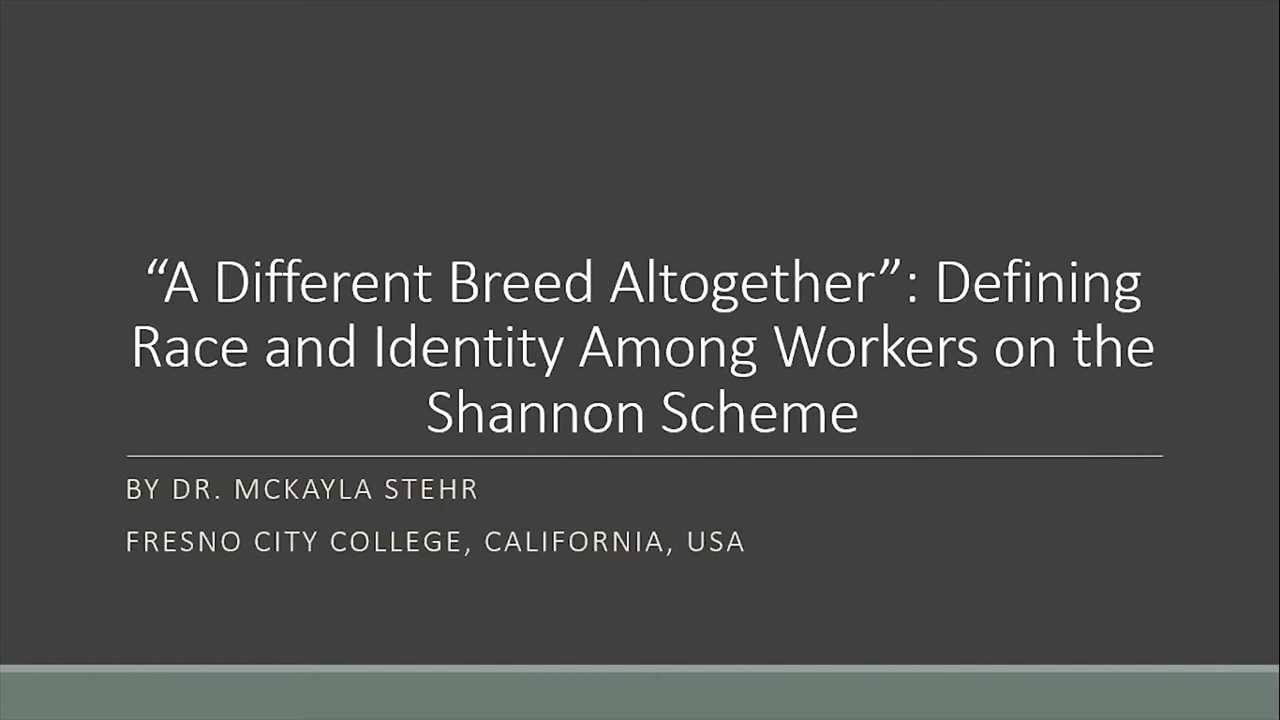 “A Different Breed Altogether”: Defining
Race and Identity Among Workers on the
Shannon Scheme
BY DR. MCKAYLA STEHR
FRESNO CITY COLLEGE, CALIFORNIA, USA